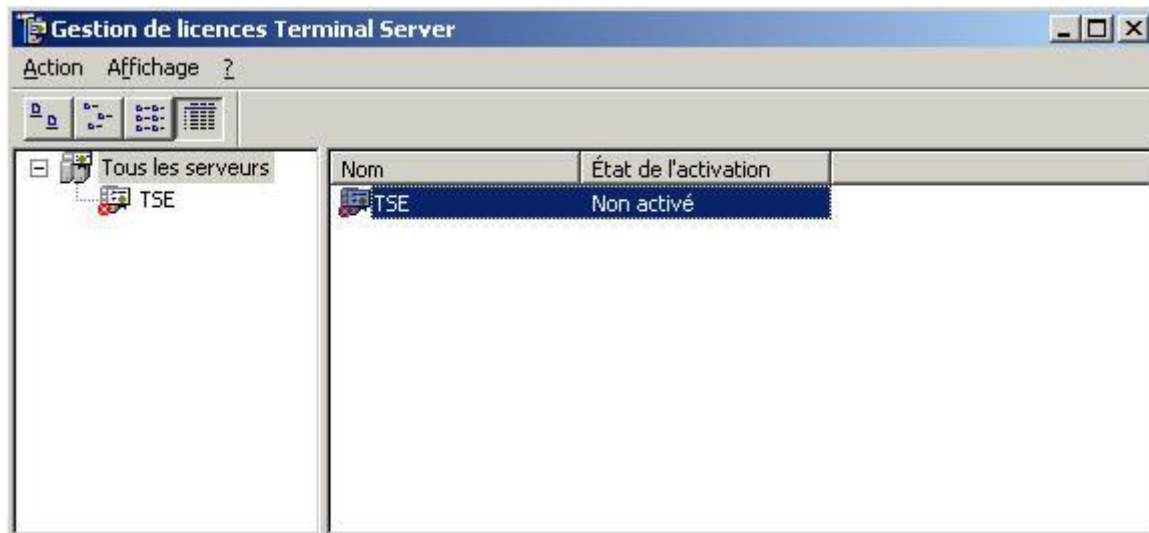 Gestion de licences Terminal Server
Action Affichage ?
Tous les serveurs
TSE
Nom État de l'activation
TSE Non activé